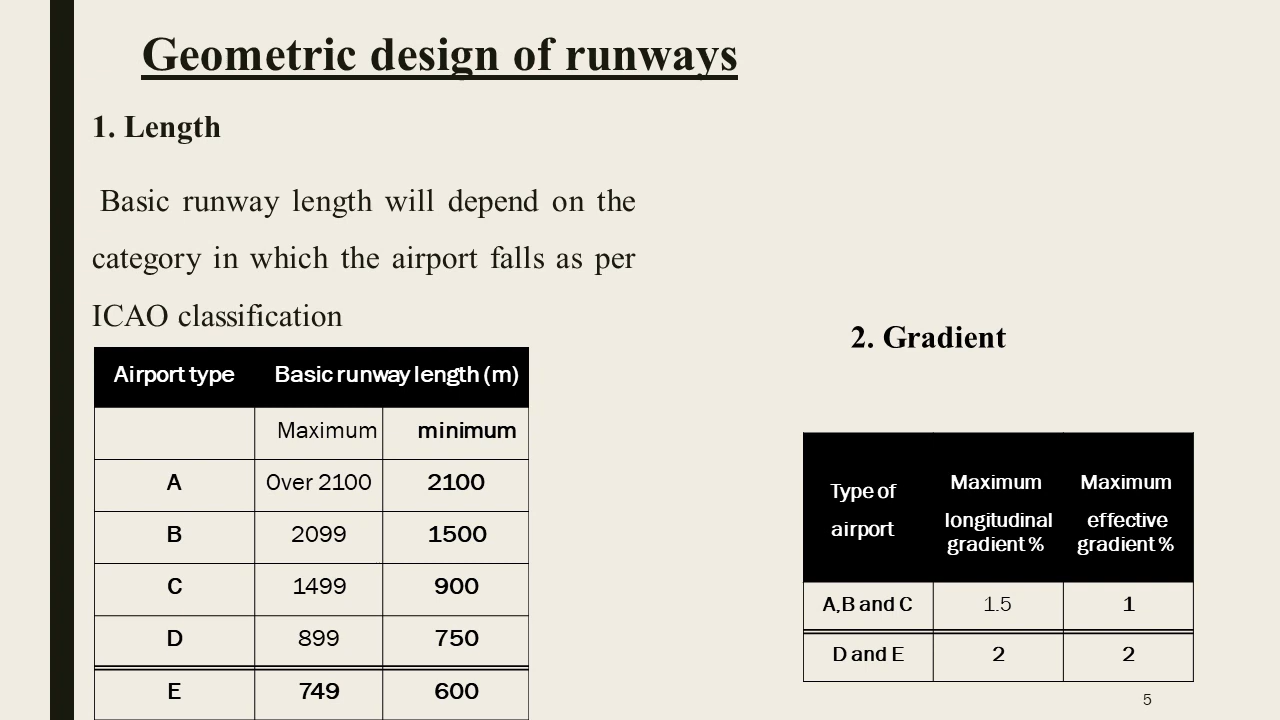 Geometric design of runways
1. Length
Basic runway length will depend on the
category in which the airport falls as per
ICAO classification
Airport type Basic runway length (m)
Maximum minimum
A Over 2100 2100
B 2099 1500
C 1499 900
D 899 750
E 749 600
2. Gradient
Type of airport Maximum longitudinal gradient % Maximum effective gradient %
A,B and C 1.5 1
D and E 2 2
5